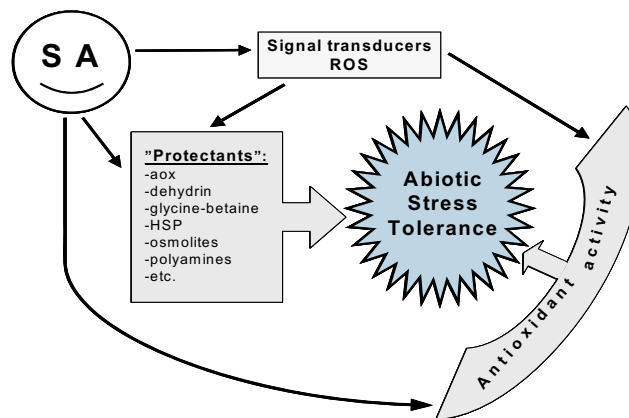 S A
Signal transducers
ROS
"Protectants":
-aox
-dehydrin
-glycine-betaine
-HSP
-osmolites
-polyamines
-etc.
Abiotic
Stress
Tolerance
Antioxidant activity